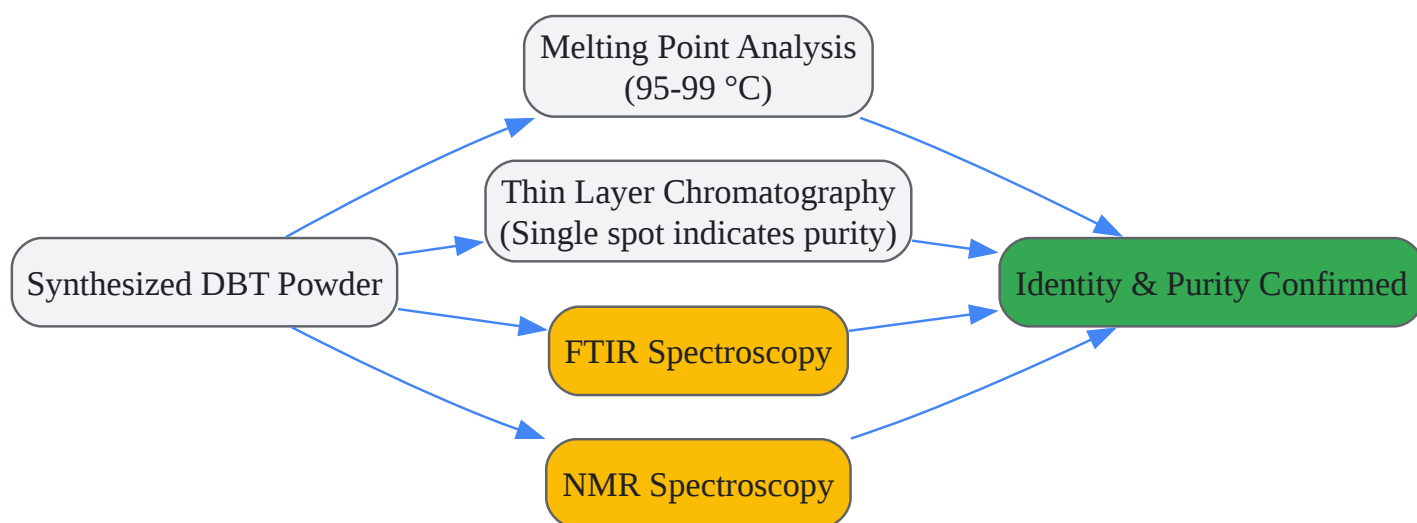 Melting Point Analysis
(95-99 °C)
Thin Layer Chromatography
(Single spot indicates purity)
Synthesized DBT Powder
Identity & Purity Confirmed
FTIR Spectroscopy
NMR Spectroscopy